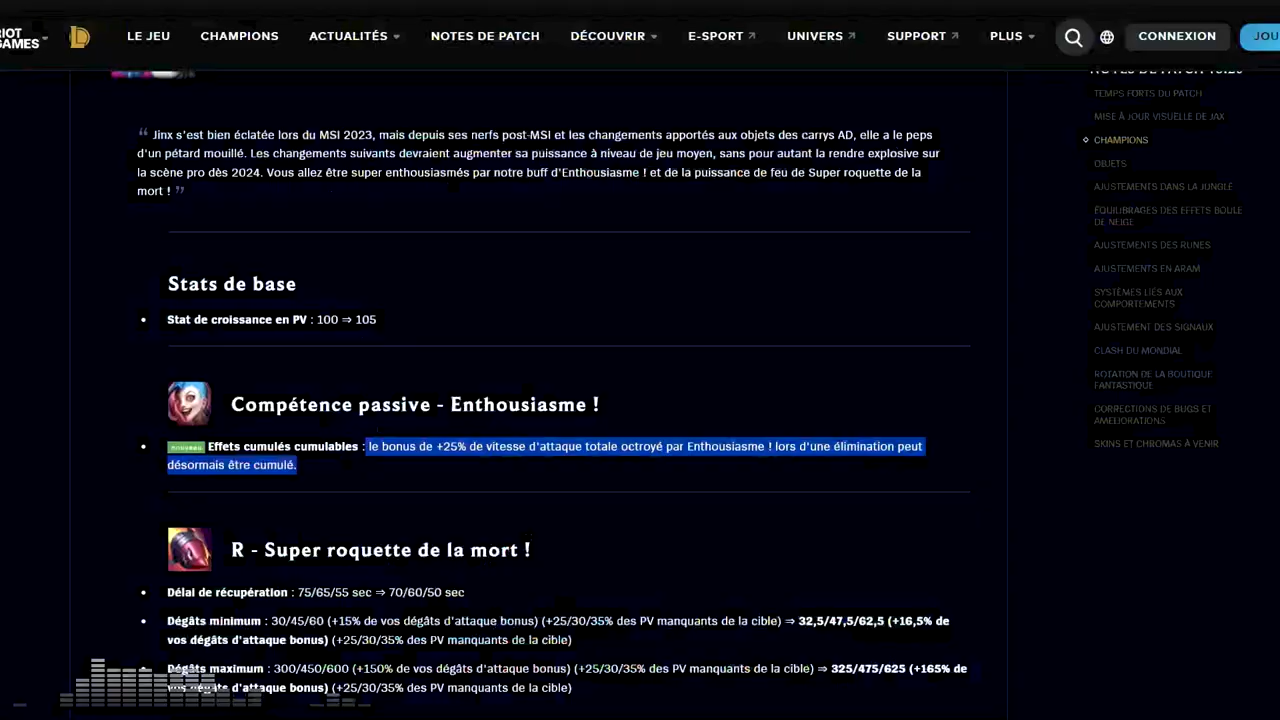 RIOT GAMES
LE JEU
CHAMPIONS
ACTUALITÉS
NOTES DE PATCH
DÉCOUVRIR
E-SPORT
UNIVERS
SUPPORT
PLUS
CONNEXION
JOU
“ Jinx s'est bien éclatée lors du MSI 2023, mais depuis ses nerfs post-MSI et les changements apportés aux objets des carrys AD, elle a le peps
d'un pétard mouillé. Les changements suivants devraient augmenter sa puissance à niveau de jeu moyen, sans pour autant la rendre explosive sur
la scène pro dès 2024. Vous allez être super enthousiasmés par notre buff d'Enthousiasme ! et de la puissance de feu de Super roquette de la
mort ! ”
Stats de base
• Stat de croissance en PV : 100 ⇒ 105
Compétence passive - Enthousiasme !
• Effets cumulés cumulables : le bonus de +25% de vitesse d'attaque totale octroyé par Enthousiasme ! lors d'une élimination peut
désormais être cumulé.
R - Super roquette de la mort !
• Délai de récupération : 75/65/55 sec ⇒ 70/60/50 sec
• Dégâts minimum : 30/45/60 (+15% de vos dégâts d'attaque bonus) (+25/30/35% des PV manquants de la cible) ⇒ 32,5/47,5/62,5 (+16,5% de
vos dégâts d'attaque bonus) (+25/30/35% des PV manquants de la cible)
• Dégâts maximum : 300/450/600 (+150% de vos dégâts d'attaque bonus) (+25/30/35% des PV manquants de la cible) ⇒ 325/475/625 (+165% de
vos dégâts d'attaque bonus) (+25/30/35% des PV manquants de la cible)
NOTES DE PATCH
TEMPS FORTS DU PATCH
MISE À JOUR VISUELLE DE JAX
CHAMPIONS
OBJETS
AJUSTEMENTS DANS LA JUNGLE
ÉQUILIBRAGES DES EFFETS BOULE
DE NEIGE
AJUSTEMENTS DES RUNES
AJUSTEMENTS EN ARAM
SYSTÈMES LIÉS AUX
COMPORTEMENTS
AJUSTEMENT DES SIGNAUX
CLASH DU MONDIAL
ROTATION DE LA BOUTIQUE
FANTASTIQUE
CORRECTIONS DE BUGS ET
AMÉLIORATIONS
SKINS ET CHROMAS À VENIR